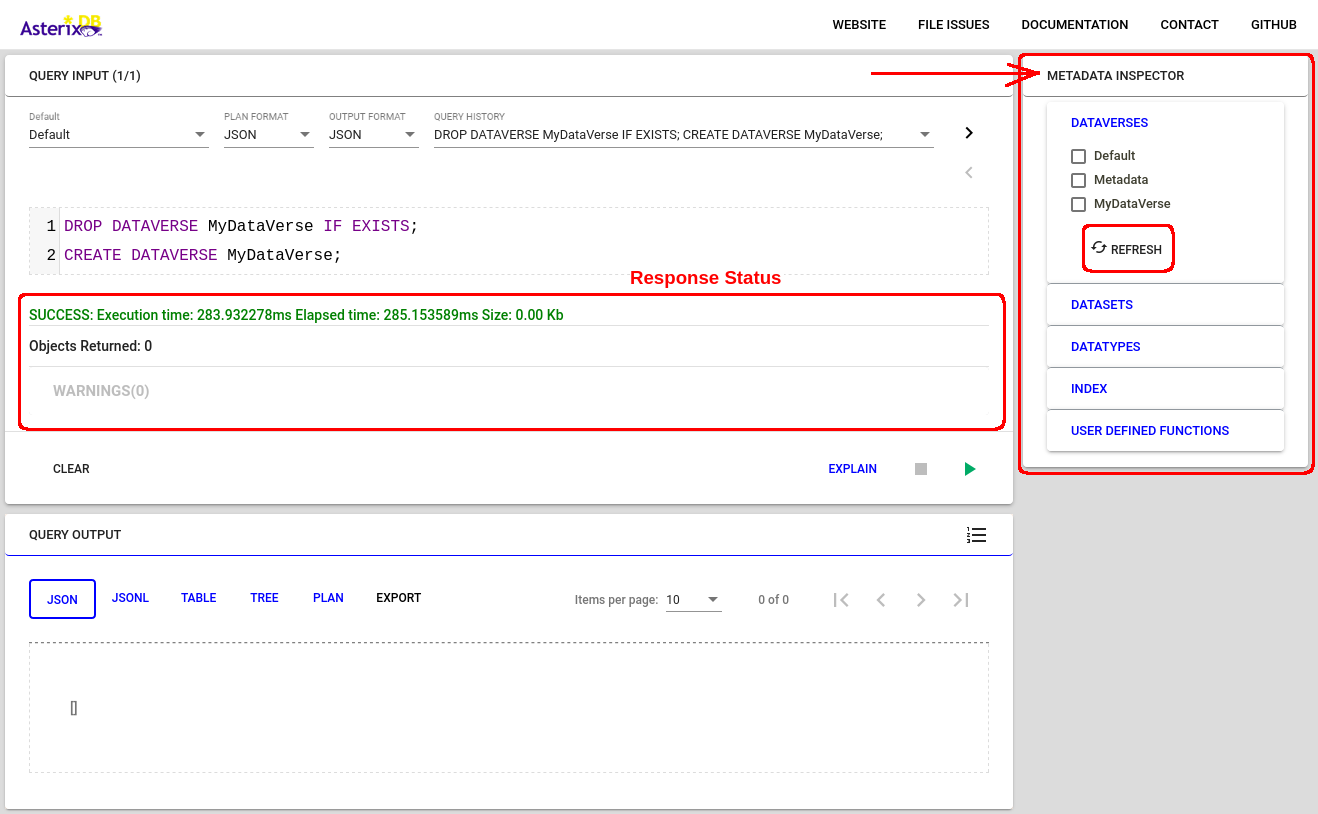 AsterixDB
WEBSITE FILE ISSUES DOCUMENTATION CONTACT GITHUB
QUERY INPUT (1/1)
Default PLAN FORMAT OUTPUT FORMAT QUERY HISTORY
Default JSON JSON DROP DATAVERSE MyDataVerse IF EXISTS; CREATE DATAVERSE MyDataVerse;
1 DROP DATAVERSE MyDataVerse IF EXISTS;
2 CREATE DATAVERSE MyDataVerse;
Response Status
SUCCESS: Execution time: 283.932278ms Elapsed time: 285.153589ms Size: 0.00 Kb
Objects Returned: 0
WARNINGS(0)
CLEAR EXPLAIN
QUERY OUTPUT
JSON JSONL TABLE TREE PLAN EXPORT Items per page: 10 0 of 0
[]
METADATA INSPECTOR
DATAVERSES
Default
Metadata
MyDataVerse
REFRESH
DATASETS
DATATYPES
INDEX
USER DEFINED FUNCTIONS